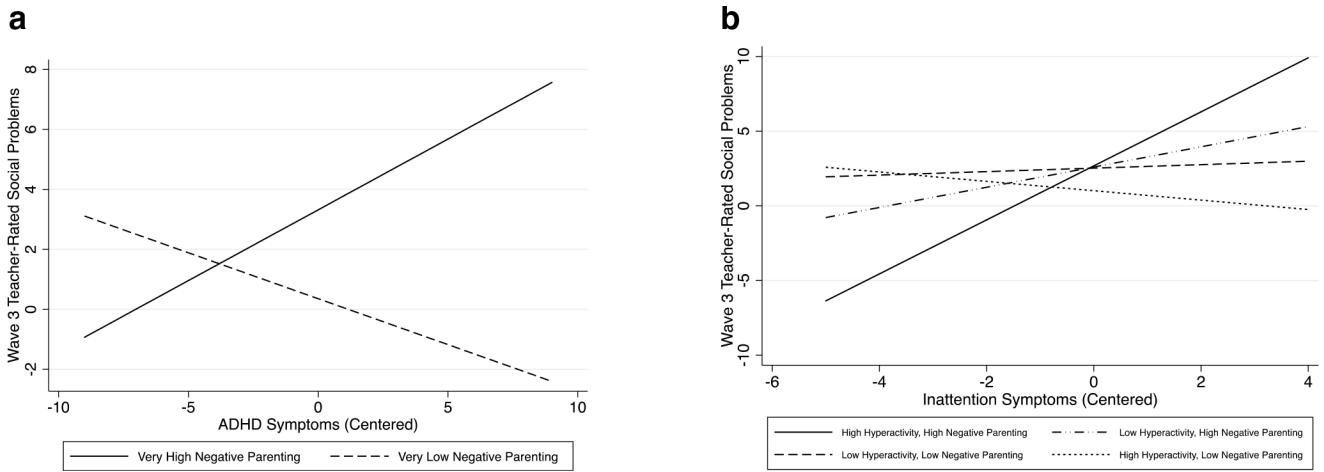 a
Wave 3 Teacher-Rated Social Problems
8
6
4
2
0
-2
-10
-5
0
5
10
ADHD Symptoms (Centered)
Very High Negative Parenting
Very Low Negative Parenting
b
Wave 3 Teacher-Rated Social Problems
10
5
0
-5
-10
-6
-4
-2
0
2
4
Inattention Symptoms (Centered)
High Hyperactivity, High Negative Parenting
Low Hyperactivity, High Negative Parenting
Low Hyperactivity, Low Negative Parenting
High Hyperactivity, Low Negative Parenting